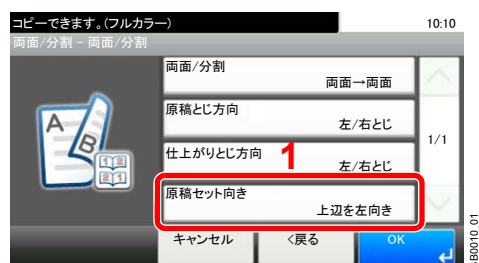 コピーできます。(フルカラー)
10:10
両面/分割 - 両面/分割
両面/分割
両面→両面
原稿とじ方向
左/右とじ
1/1
仕上がりとじ方向
1
左/右とじ
原稿セット向き
上辺を左向き
キャンセル
<戻る
OK
A
B
1 2
2 1
B0010_01